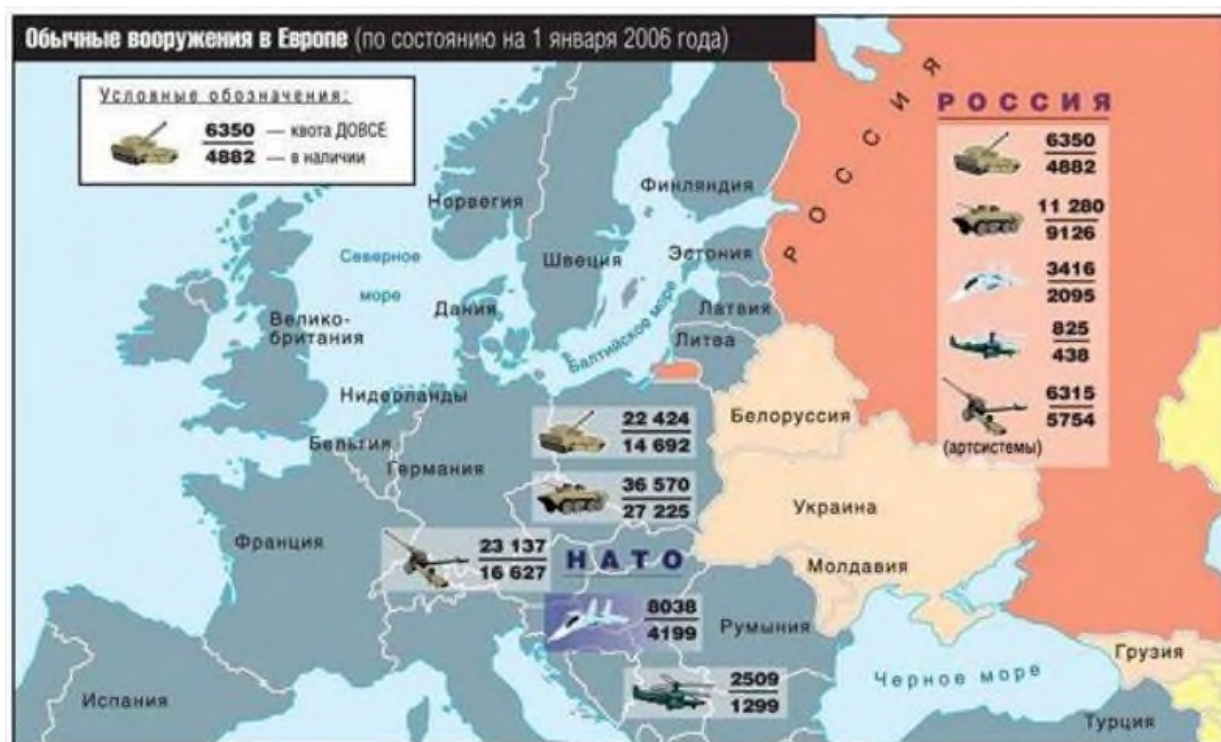 Обычные вооружения в Европе (по состоянию на 1 января 2006 года)
Условные обозначения:
6350 — квота ДОВСЕ
4882 — в наличии
РОССИЯ
6350
4882
11 280
9126
3416
2095
825
438
6315
5754
(артсистемы)
РОССИЯ
Финляндия
Норвегия
Швеция
Эстония
Северное
море
Дания
Латвия
Балтийское море
Литва
Велико-
британия
Нидерланды
Белоруссия
Бельгия
Германия
22 424
14 692
36 570
27 225
Украина
Франция
23 137
16 627
НАТО
Молдавия
8038
4199
Румыния
Грузия
Черное море
2509
1299
Испания
Турция